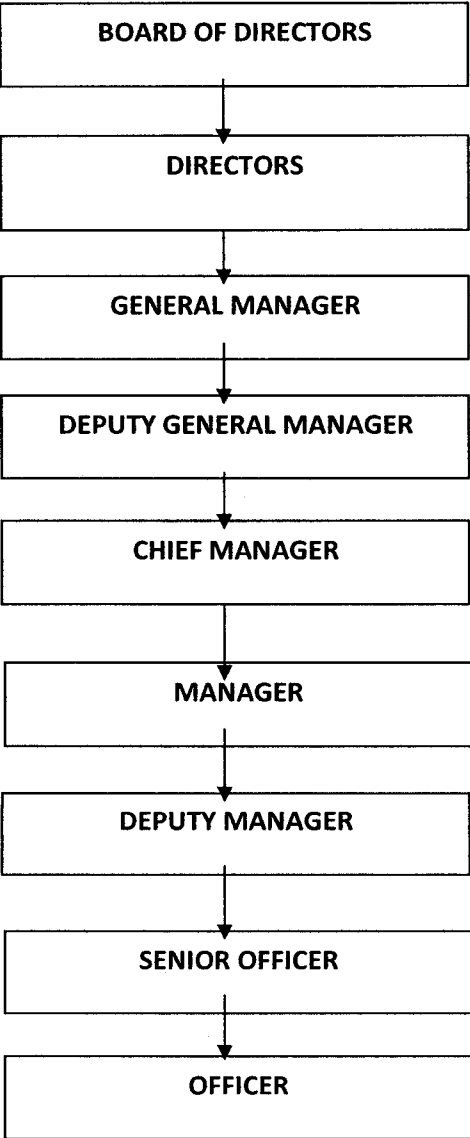 BOARD OF DIRECTORS
DIRECTORS
GENERAL MANAGER
DEPUTY GENERAL MANAGER
CHIEF MANAGER
MANAGER
DEPUTY MANAGER
SENIOR OFFICER
OFFICER